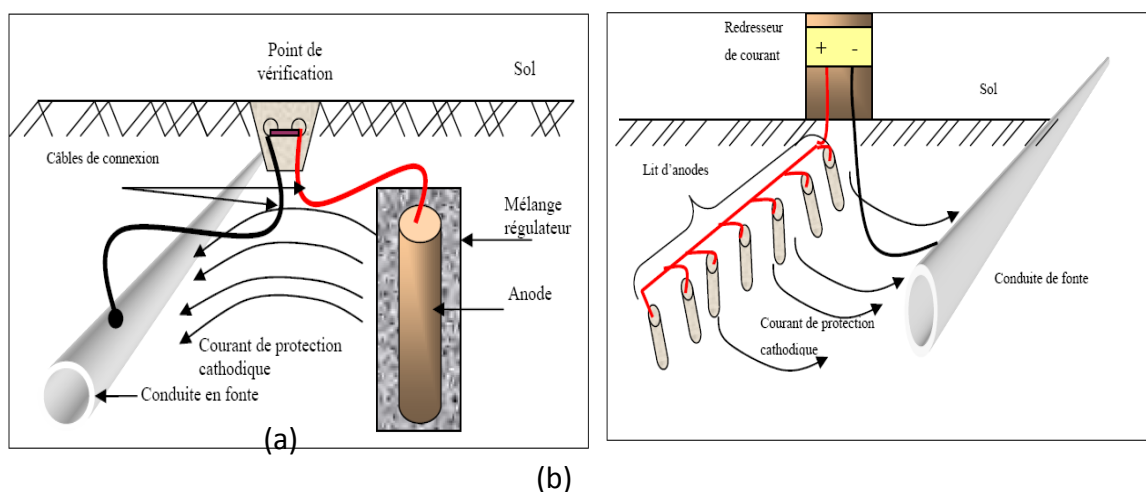 Point de
vérification
Sol
Câbles de connexion
Mélange
régulateur
Anode
Courant de protection
cathodique
Conduite en fonte
(a)
Redresseur
de courant
+ -
Sol
Lit d'anodes
Conduite de fonte
Courant de protection
cathodique
(b)